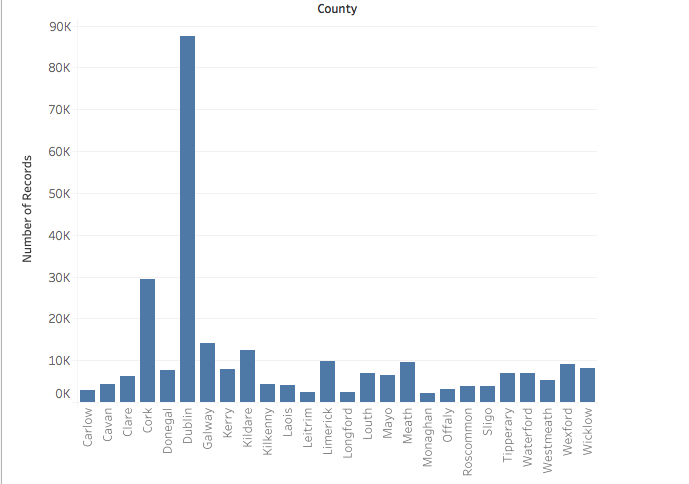 County
90K
80K
70K
60K
50K
40K
30K
20K
10K
0K
Number of Records
Carlow
Cavan
Clare
Cork
Donegal
Dublin
Galway
Kerry
Kildare
Kilkenny
Laois
Leitrim
Limerick
Longford
Louth
Mayo
Meath
Monaghan
Offaly
Roscommon
Sligo
Tipperary
Waterford
Westmeath
Wexford
Wicklow